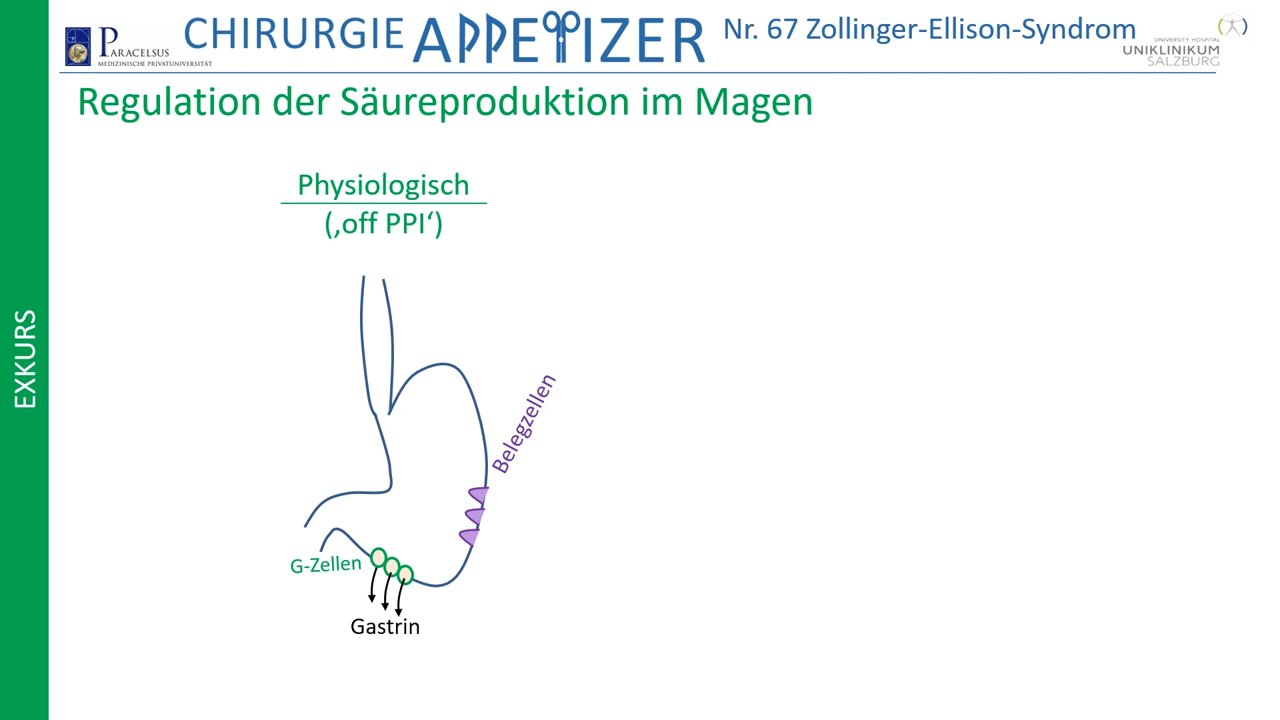 PARACELSUS
MEDIZINISCHE PRIVATUNIVERSITÄT
CHIRURGIE APPETIZER
Nr. 67 Zollinger-Ellison-Syndrom
UNIVERSITY HOSPITAL
UNIKLINIKUM
SALZBURG
Regulation der Säureproduktion im Magen
EXKURS
Physiologisch
(‚off PPI‘)
Belegzellen
G-Zellen
Gastrin